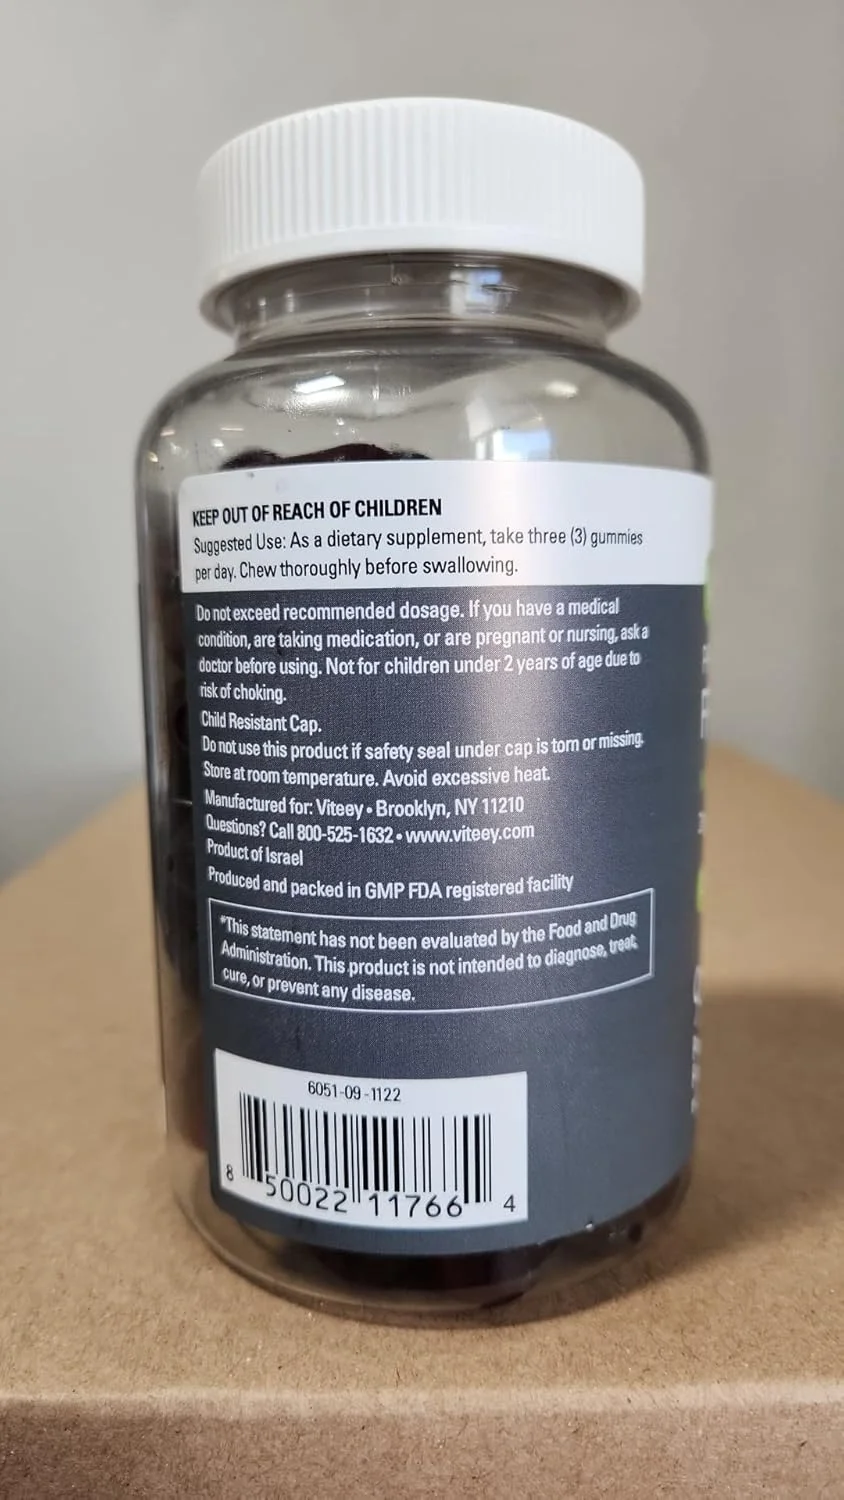 KEEP OUT OF REACH OF CHILDREN
Suggested Use: As a dietary supplement, take three (3) gummies
per day. Chew thoroughly before swallowing.
Do not exceed recommended dosage. If you have a medical
condition, are taking medication, or are pregnant or nursing, ask a
doctor before using. Not for children under 2 years of age due to
risk of choking.
Child Resistant Cap.
Do not use this product if safety seal under cap is torn or missing.
Store at room temperature. Avoid excessive heat.
Manufactured for: Viteey • Brooklyn, NY 11210
Questions? Call 800-525-1632 • www.viteey.com
Product of Israel
Produced and packed in GMP FDA registered facility
*This statement has not been evaluated by the Food and Drug
Administration. This product is not intended to diagnose, treat,
cure, or prevent any disease.
6051-09-1122
8 50022 11766 4